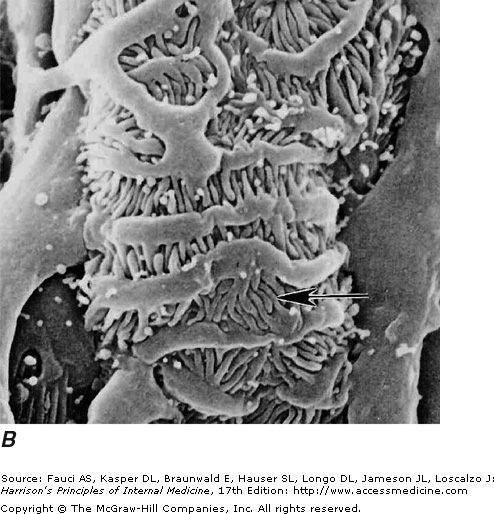 B
Source: Fauci AS, Kasper DL, Braunwald E, Hauser SL, Longo DL, Jameson JL, Loscalzo J:
Harrison's Principles of Internal Medicine, 17th Edition: http://www.accessmedicine.com
Copyright © The McGraw-Hill Companies, Inc. All rights reserved.